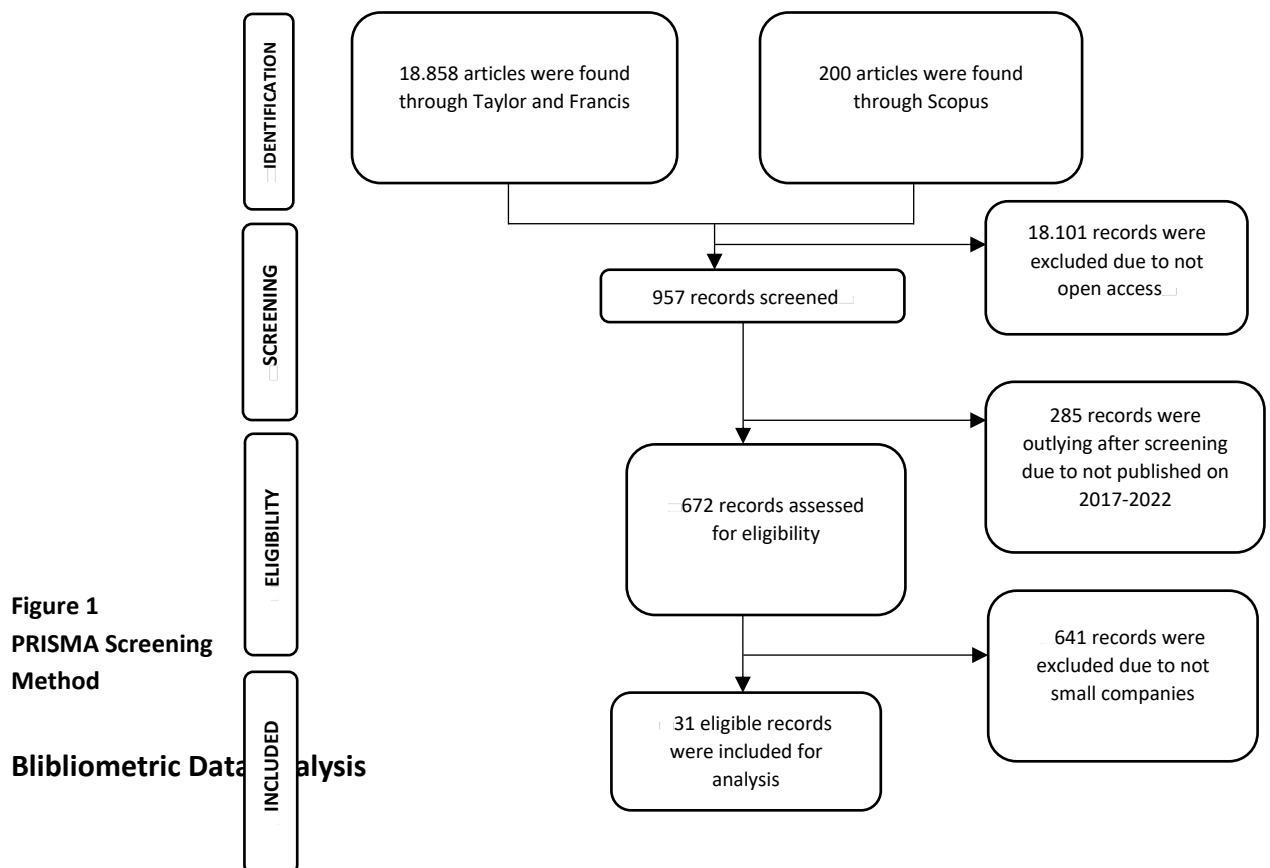 IDENTIFICATION
18.858 articles were found
through Taylor and Francis
200 articles were found
through Scopus
18.101 records were
excluded due to not
open access
SCREENING
957 records screened
285 records were
outlying after screening
due to not published on
2017-2022
ELIGIBILITY
672 records assessed
for eligibility
641 records were
excluded due to not
small companies
Figure 1
PRISMA Screening
Method
INCLUDED
31 eligible records
were included for
analysis
Blibliometric Data alysis